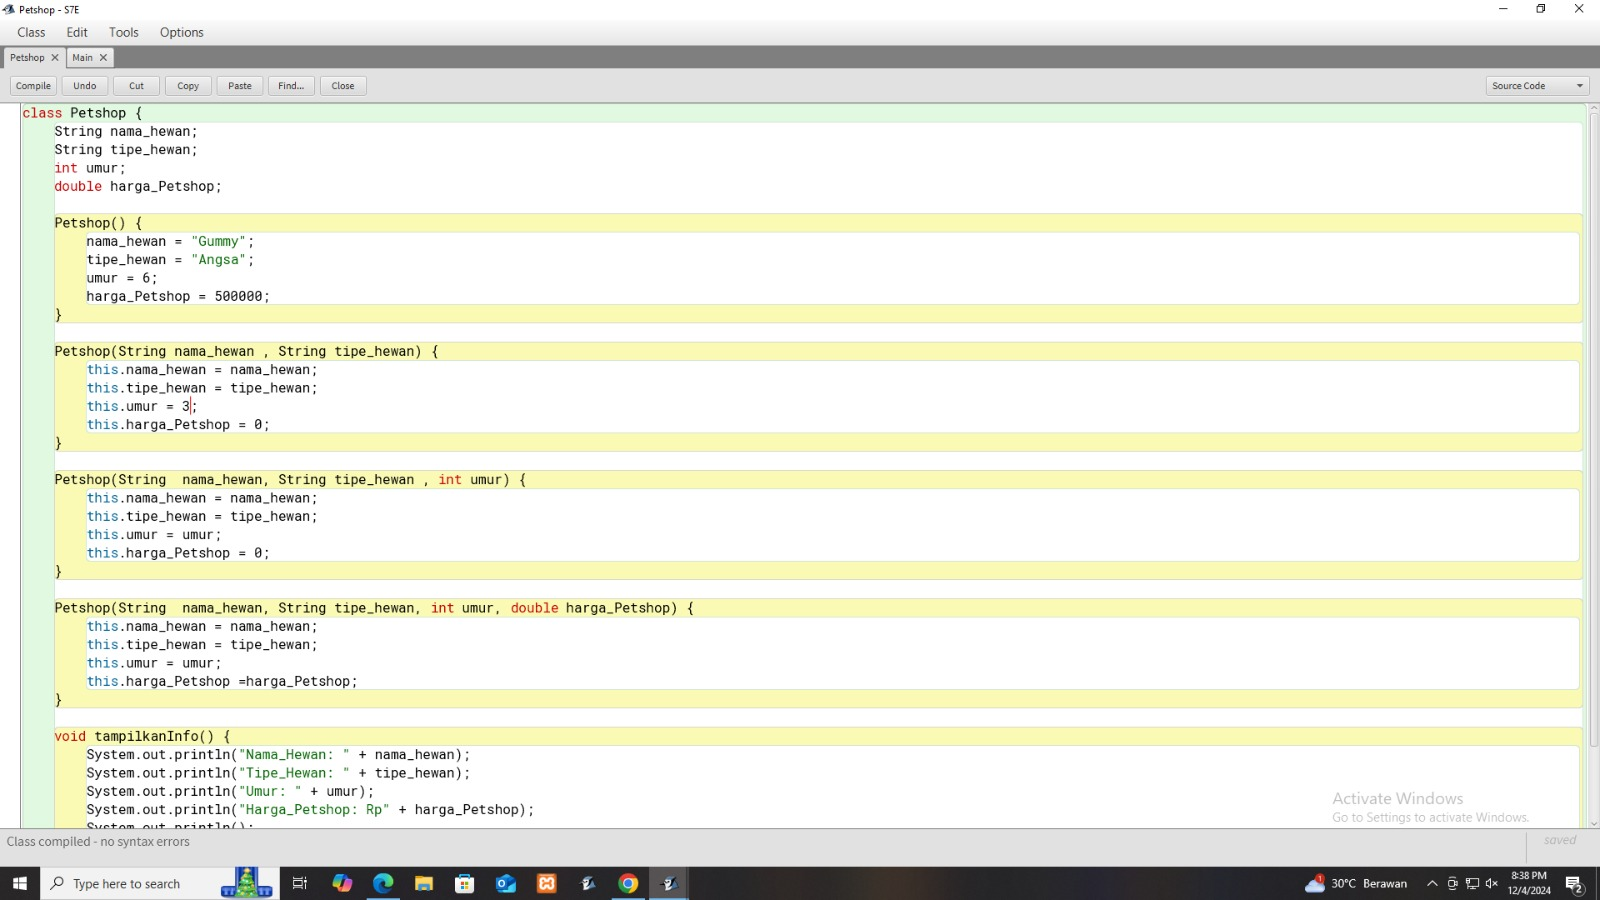 Petshop - S7E
Class Edit Tools Options
Petshop Main
Compile Undo Cut Copy Paste Find... Close Source Code
class Petshop {
String nama_hewan;
String tipe_hewan;
int umur;
double harga_Petshop;
Petshop() {
nama_hewan = "Gummy";
tipe_hewan = "Angsa";
umur = 6;
harga_Petshop = 500000;
}
Petshop(String nama_hewan , String tipe_hewan) {
this.nama_hewan = nama_hewan;
this.tipe_hewan = tipe_hewan;
this.umur = 3;
this.harga_Petshop = 0;
}
Petshop(String  nama_hewan, String tipe_hewan , int umur) {
this.nama_hewan = nama_hewan;
this.tipe_hewan = tipe_hewan;
this.umur = umur;
this.harga_Petshop = 0;
}
Petshop(String  nama_hewan, String tipe_hewan, int umur, double harga_Petshop) {
this.nama_hewan = nama_hewan;
this.tipe_hewan = tipe_hewan;
this.umur = umur;
this.harga_Petshop =harga_Petshop;
}
void tampilkanInfo() {
System.out.println("Nama_Hewan: " + nama_hewan);
System.out.println("Tipe_Hewan: " + tipe_hewan);
System.out.println("Umur: " + umur);
System.out.println("Harga_Petshop: Rp" + harga_Petshop);
System.out.println();
Activate Windows
Go to Settings to activate Windows.
Class compiled - no syntax errors
saved
Type here to search
1
30°C Berawan
8:38 PM
12/4/2024
2